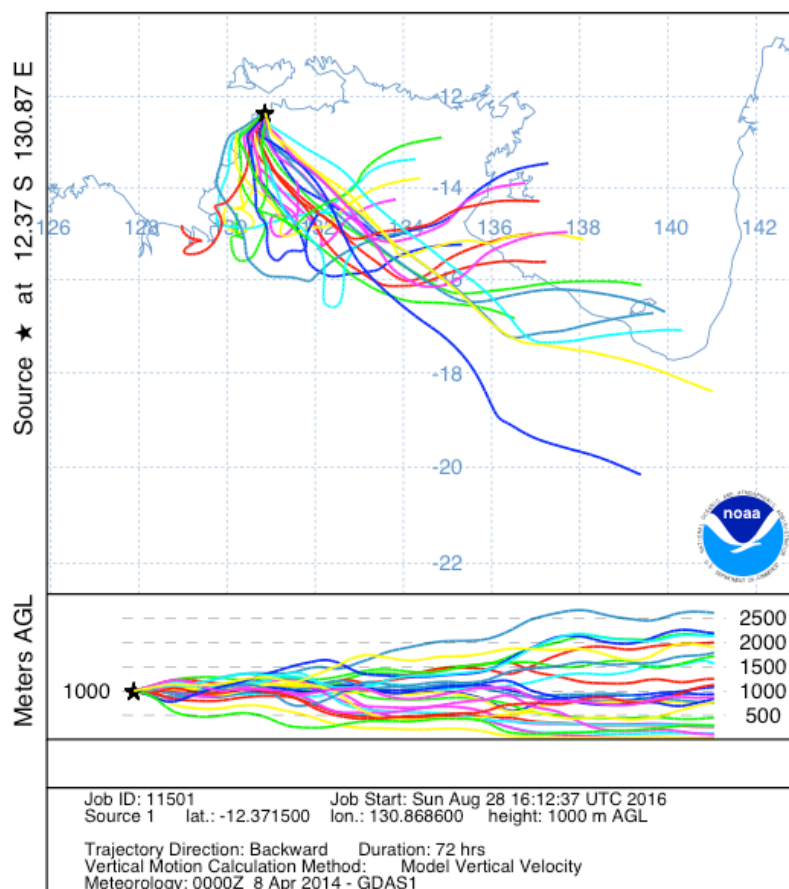 Source ★ at 12.37 S 130.87 E
-12
-14
126 128 130 132 134 136 138 140 142
-16
-18
-20
-22
noaa
Meters AGL
2500
2000
1500
1000 1000
500
Job ID: 11501 Job Start: Sun Aug 28 16:12:37 UTC 2016
Source 1 lat.: -12.371500 lon.: 130.868600 height: 1000 m AGL
Trajectory Direction: Backward Duration: 72 hrs
Vertical Motion Calculation Method: Model Vertical Velocity
Meteorology: 0000Z 8 Apr 2014 - GDAS1